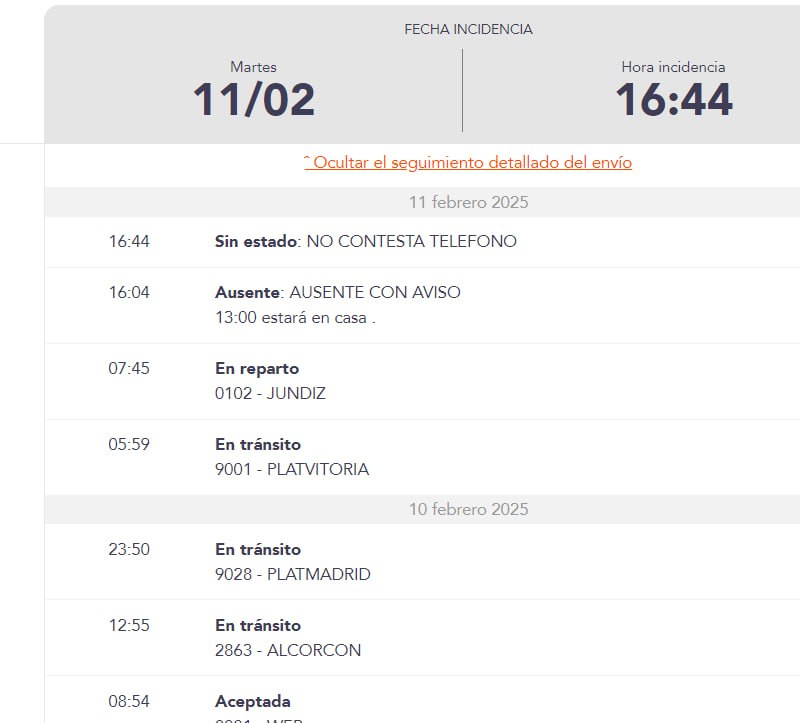 FECHA INCIDENCIA
Martes
11/02
Hora incidencia
16:44
ˆ Ocultar el seguimiento detallado del envío
11 febrero 2025
16:44 Sin estado: NO CONTESTA TELEFONO
16:04 Ausente: AUSENTE CON AVISO
13:00 estará en casa .
07:45 En reparto
0102 - JUNDIZ
05:59 En tránsito
9001 - PLATVITORIA
10 febrero 2025
23:50 En tránsito
9028 - PLATMADRID
12:55 En tránsito
2863 - ALCORCON
08:54 Aceptada